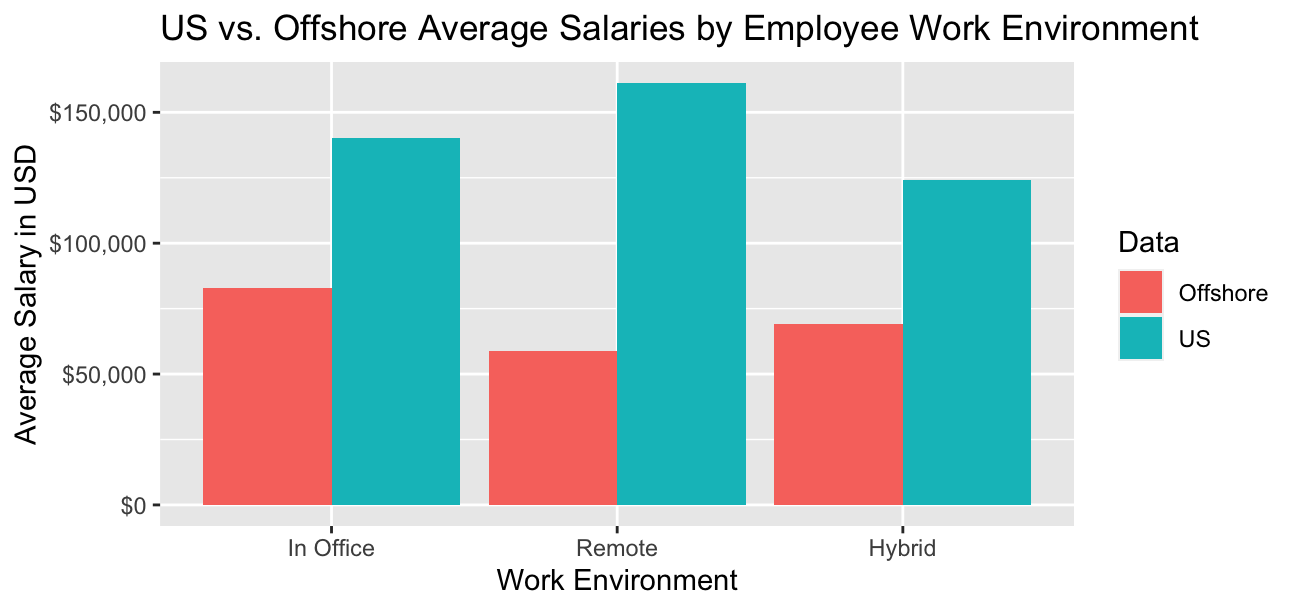 US vs. Offshore Average Salaries by Employee Work Environment
Average Salary in USD
$150,000
$100,000
$50,000
$0
In Office
Remote
Hybrid
Work Environment
Data
Offshore
US